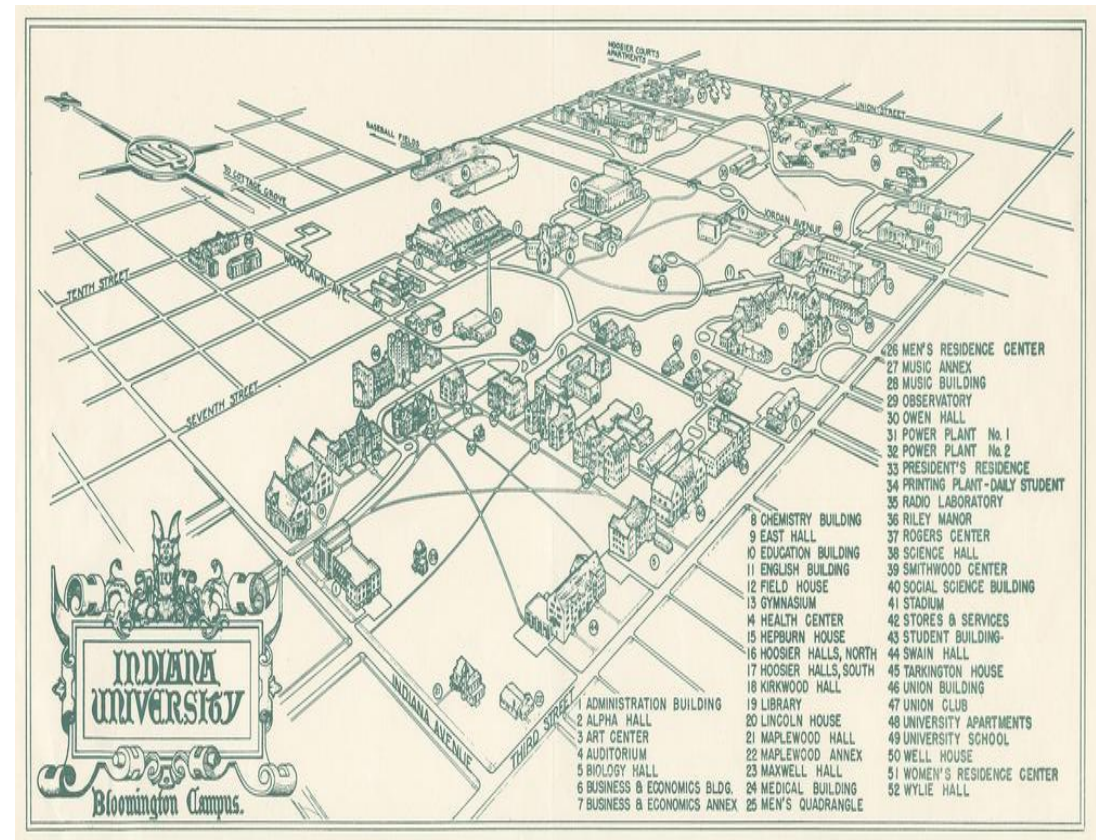 HOOSIER COURTS
APARTMENTS
UNION STREET
BASEBALL FIELDS
TO COTTAGE GROVE
JORDAN AVENUE
WOODLAWN AVE.
TENTH STREET
SEVENTH STREET
INDIANA AVENUE
THIRD STREET
INDIANA
UNIVERSITY
Bloomington Campus.
1 ADMINISTRATION BUILDING
2 ALPHA HALL
3 ART CENTER
4 AUDITORIUM
5 BIOLOGY HALL
6 BUSINESS & ECONOMICS BLDG.
7 BUSINESS & ECONOMICS ANNEX
8 CHEMISTRY BUILDING
9 EAST HALL
10 EDUCATION BUILDING
11 ENGLISH BUILDING
12 FIELD HOUSE
13 GYMNASIUM
14 HEALTH CENTER
15 HEPBURN HOUSE
16 HOOSIER HALLS, NORTH
17 HOOSIER HALLS, SOUTH
18 KIRKWOOD HALL
19 LIBRARY
20 LINCOLN HOUSE
21 MAPLEWOOD HALL
22 MAPLEWOOD ANNEX
23 MAXWELL HALL
24 MEDICAL BUILDING
25 MEN'S QUADRANGLE
26 MEN'S RESIDENCE CENTER
27 MUSIC ANNEX
28 MUSIC BUILDING
29 OBSERVATORY
30 OWEN HALL
31 POWER PLANT No. 1
32 POWER PLANT No. 2
33 PRESIDENT'S RESIDENCE
34 PRINTING PLANT-DAILY STUDENT
35 RADIO LABORATORY
36 RILEY MANOR
37 ROGERS CENTER
38 SCIENCE HALL
39 SMITHWOOD CENTER
40 SOCIAL SCIENCE BUILDING
41 STADIUM
42 STORES & SERVICES
43 STUDENT BUILDING-
44 SWAIN HALL
45 TARKINGTON HOUSE
46 UNION BUILDING
47 UNION CLUB
48 UNIVERSITY APARTMENTS
49 UNIVERSITY SCHOOL
50 WELL HOUSE
51 WOMEN'S RESIDENCE CENTER
52 WYLIE HALL